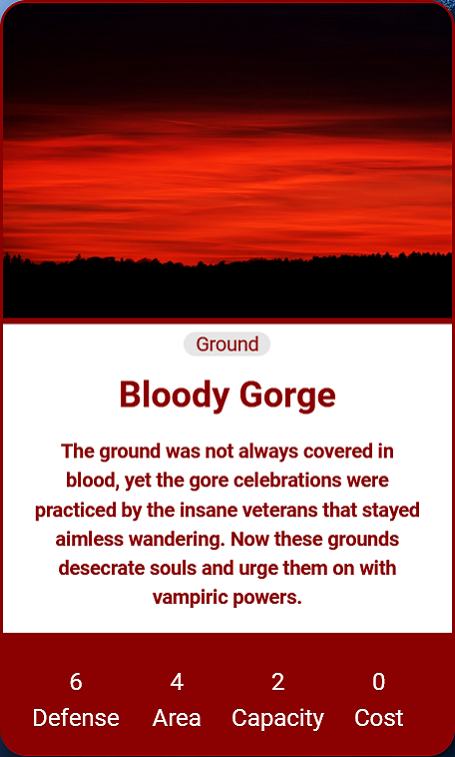 Ground
Bloody Gorge
The ground was not always covered in
blood, yet the gore celebrations were
practiced by the insane veterans that stayed
aimless wandering. Now these grounds
desecrate souls and urge them on with
vampiric powers.
6 4 2 0
Defense Area Capacity Cost